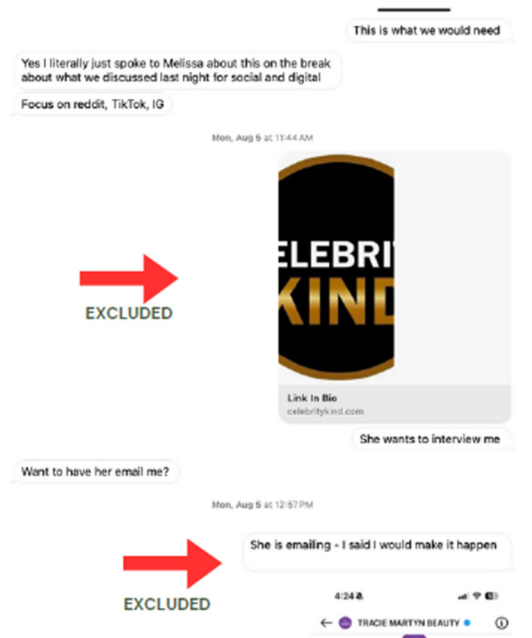 This is what we would need
Yes I literally just spoke to Melissa about this on the break
about what we discussed last night for social and digital
Focus on reddit, TikTok, IG
Mon, Aug 5 at 11:44 AM
ELEBRI
KIND
EXCLUDED
Link In Bio
celebritykind.com
She wants to interview me
Want to have her email me?
Mon, Aug 5 at 12:57 PM
She is emailing - I said I would make it happen
EXCLUDED
4:24
TRACIE MARTYN BEAUTY